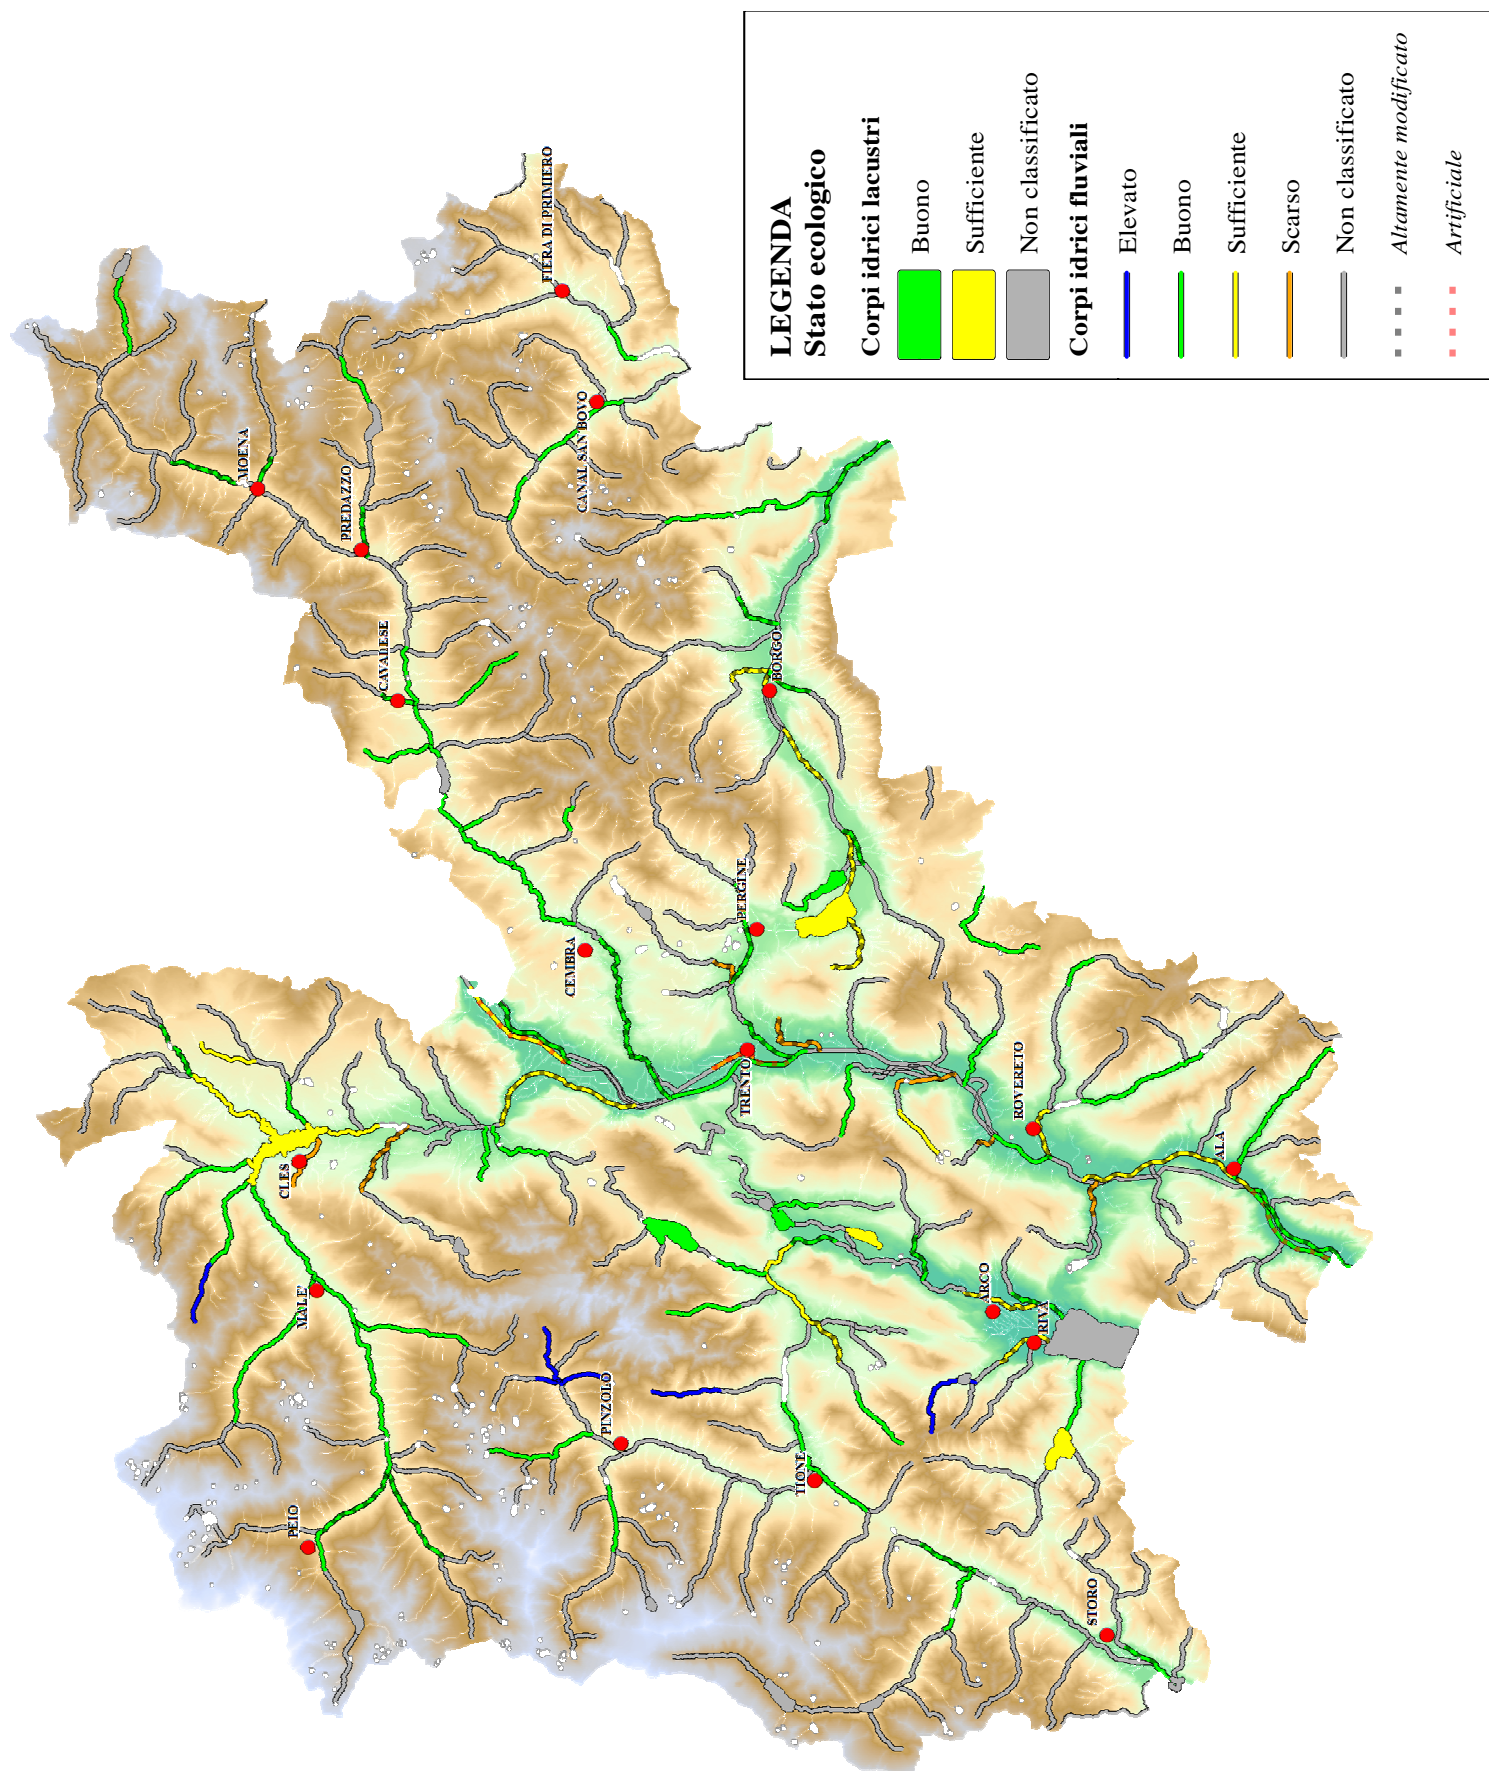 LEGENDA
Stato ecologico
Corpi idrici lacustri
Buono
Sufficiente
Non classificato
Corpi idrici fluviali
Elevato
Buono
Sufficiente
Scarso
Non classificato
Altamente modificato
Artificiale
PEIO
MALE'
CLES
CAVALESE
PREDAZZO
MOENA
PINZOLO
CEMBRA
CANAL SAN BOVO
FIERA DI PRIMIERO
TIONE
TRENTO
PERGINE
BORGO
STORO
RIVA
ARCO
ROVERETO
ALA